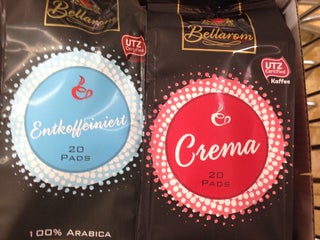 Bellarom
UTZ
Certified
Entkoffeiniert
20
PADS
100% ARABICA
Bellarom
UTZ
Certified
Kaffee
Crema
20
PADS